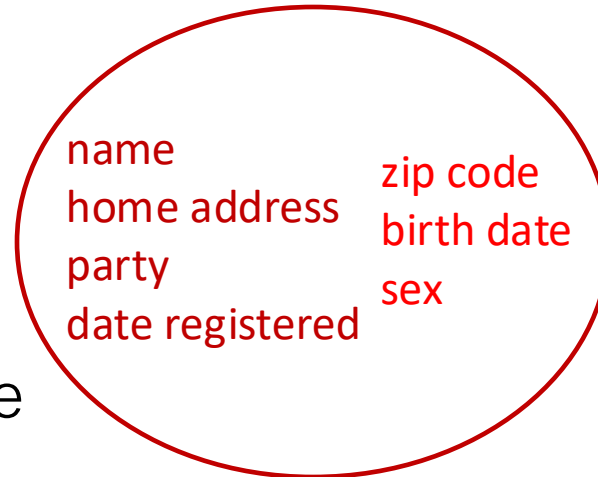 name
home address
party
date registered
zip code
birth date
sex
e